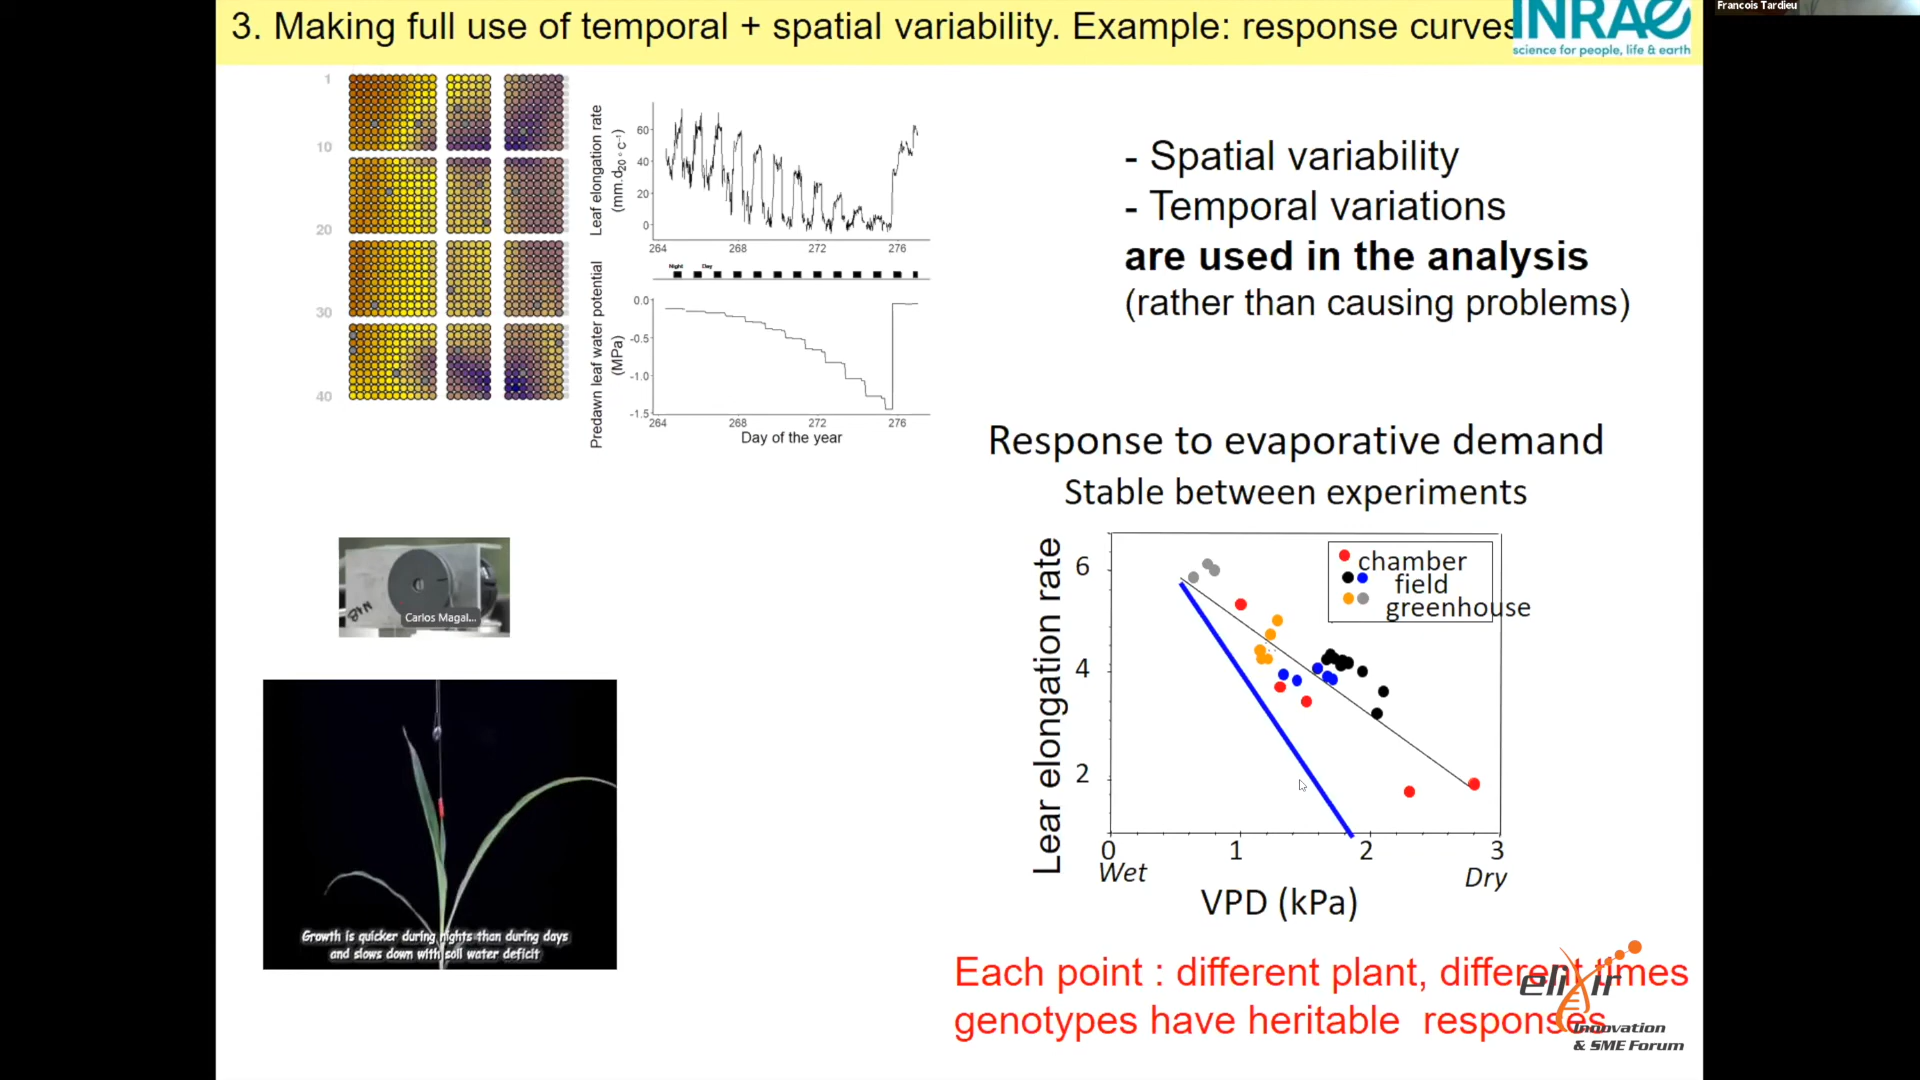 Francois Tardieu
3. Making full use of temporal + spatial variability. Example: response curves
INRAE
science for people, life & earth
1
10
20
30
40
Leaf elongation rate
(mm.d20°C-1)
60
40
20
0
264 268 272 276
Night Day
Predawn leaf water potential
(MPa)
0.0
-0.5
-1.0
-1.5
264 268 272 276
Day of the year
- Spatial variability
- Temporal variations
are used in the analysis
(rather than causing problems)
Carlos Magal...
Growth is quicker during nights than during days
and slows down with soil water deficit
Response to evaporative demand
Stable between experiments
Lear elongation rate
6
4
2
chamber
field
greenhouse
0 1 2 3
Wet Dry
VPD (kPa)
Each point : different plant, different times
genotypes have heritable responses
elixir
Innovation
& SME Forum